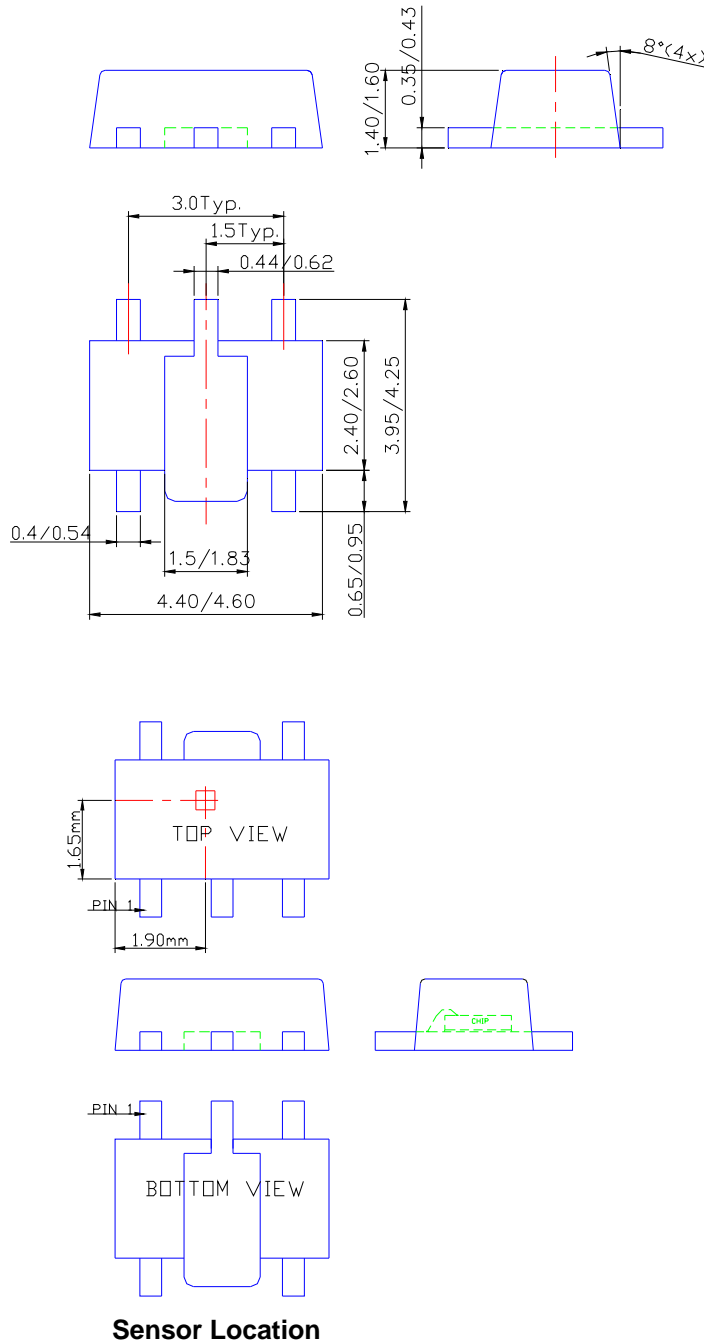 8°(4x)
0.35/0.43
1.40/1.60
3.0Typ.
1.5Typ.
0.44/0.62
2.40/2.60
3.95/4.25
0.4/0.54
1.5/1.83
0.65/0.95
4.40/4.60
1.65mm
TOP VIEW
PIN 1
1.90mm
CHIP
PIN 1
BOTTOM VIEW
Sensor Location